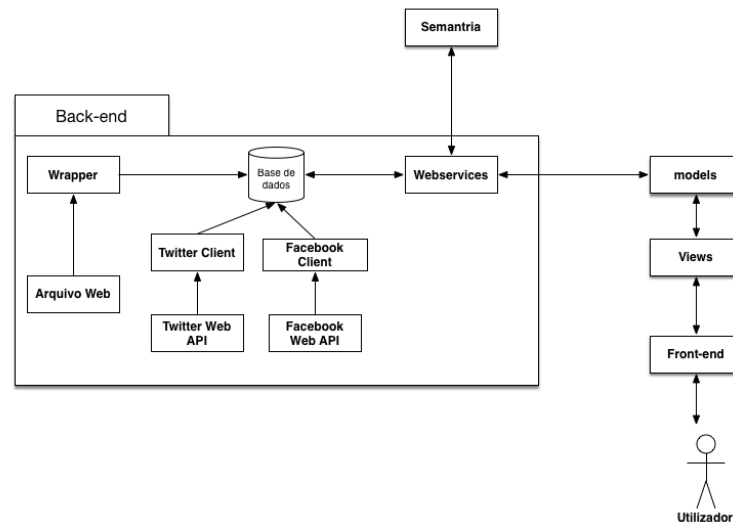 Semantria
Back-end
Wrapper
Base de
dados
Webservices
models
Twitter Client
Facebook
Client
Views
Arquivo Web
Twitter Web
API
Facebook
Web API
Front-end
Utilizador